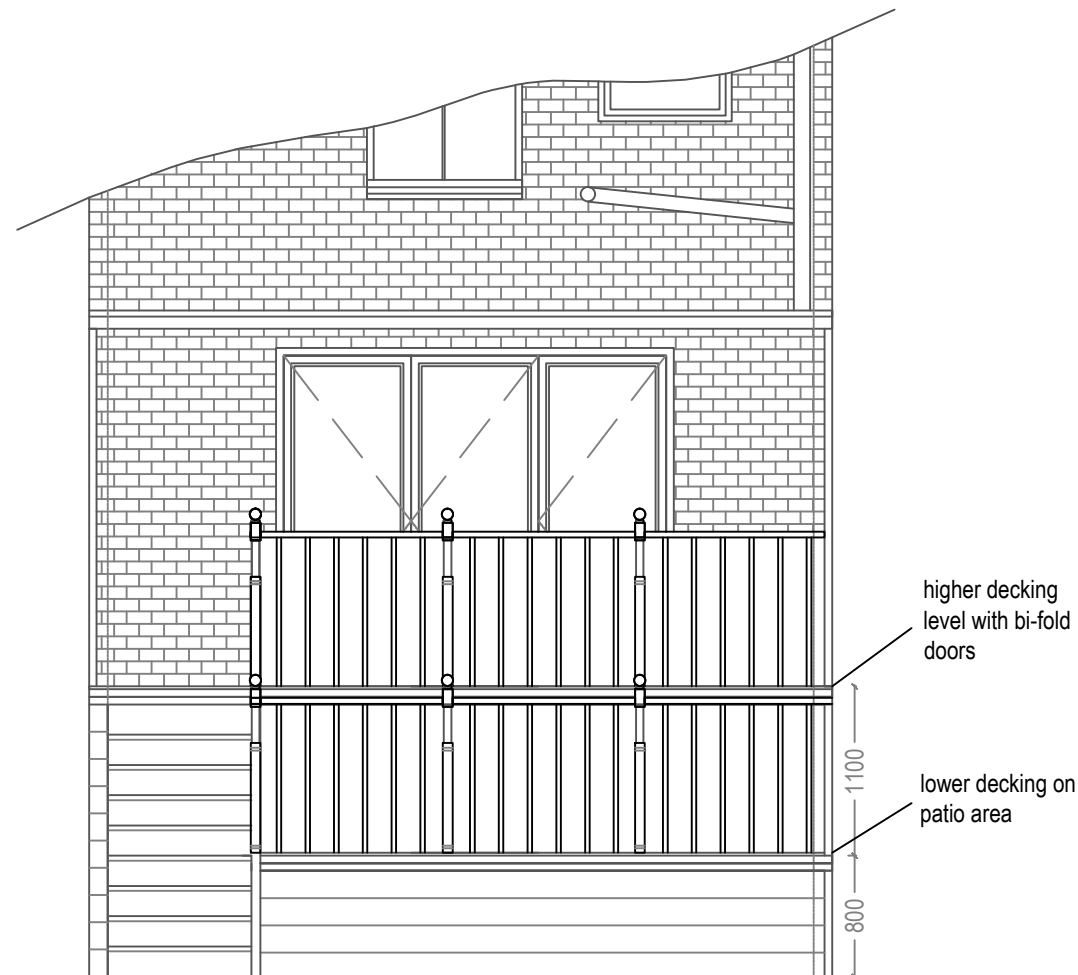 higher decking
level with bi-fold
doors
1100
lower decking on
patio area
800